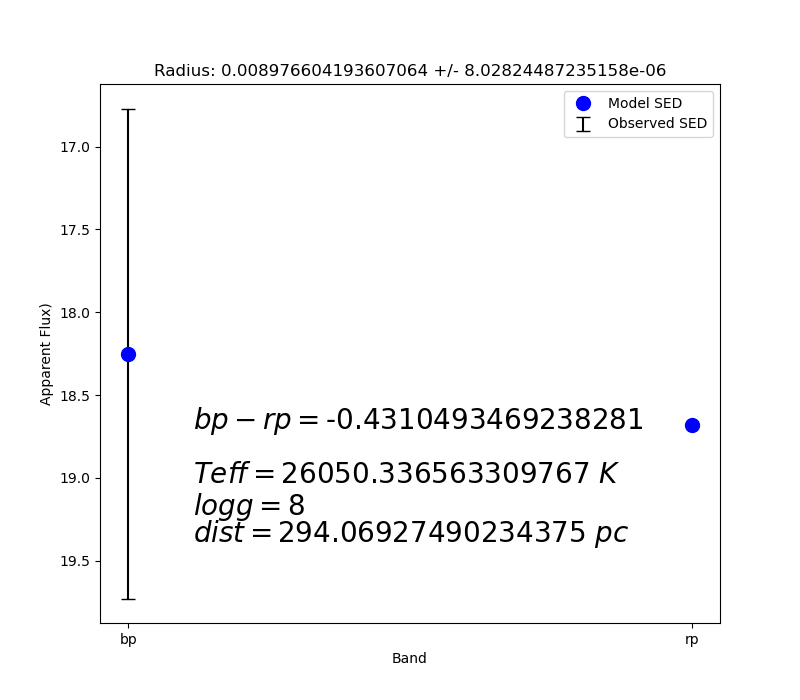 Radius: 0.008976604193607064 +/- 8.02824487235158e-06
Model SED
Observed SED
Apparent Flux)
17.0
17.5
18.0
18.5
19.0
19.5
bp − rp = -0.4310493469238281
Teff = 26050.336563309767 K
logg = 8
dist = 294.06927490234375 pc
bp
rp
Band